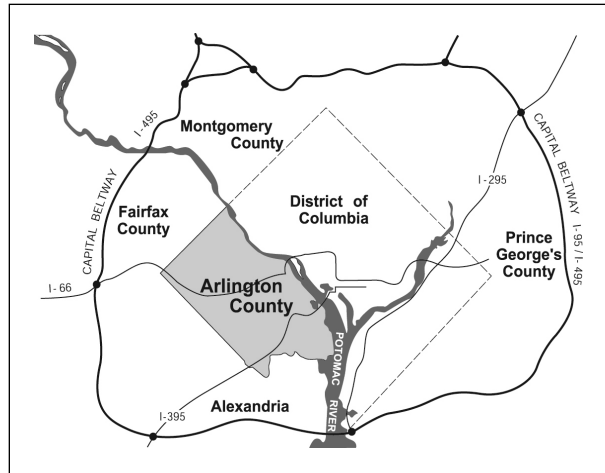 I-495
Montgomery
County
CAPITAL BELTWAY
I-295
CAPITAL BELTWAY I-95 / I-495
District of
Columbia
Fairfax
County
Prince
George's
County
I-66
Arlington
County
POTOMAC
RIVER
Alexandria
I-395